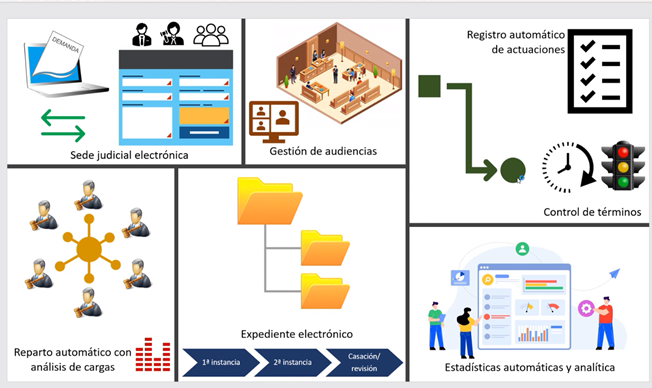 DEMANDA
Sede judicial electrónica
Gestión de audiencias
Registro automático
de actuaciones
Control de términos
Reparto automático con
análisis de cargas
Expediente electrónico
1ª instancia
2ª instancia
Casación/
revisión
Estadísticas automáticas y analítica